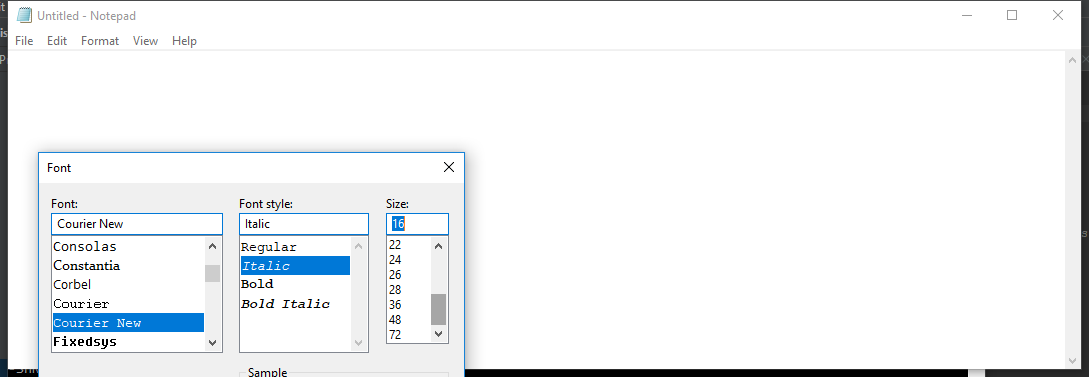 Untitled - Notepad
File Edit Format View Help
Font
Font: Font style: Size:
Courier New Italic 16
Consolas Regular 22
Constantia Italic 24
Corbel Bold 26
Courier Bold Italic 28
Courier New 36
Fixedsys 48
72
Sample